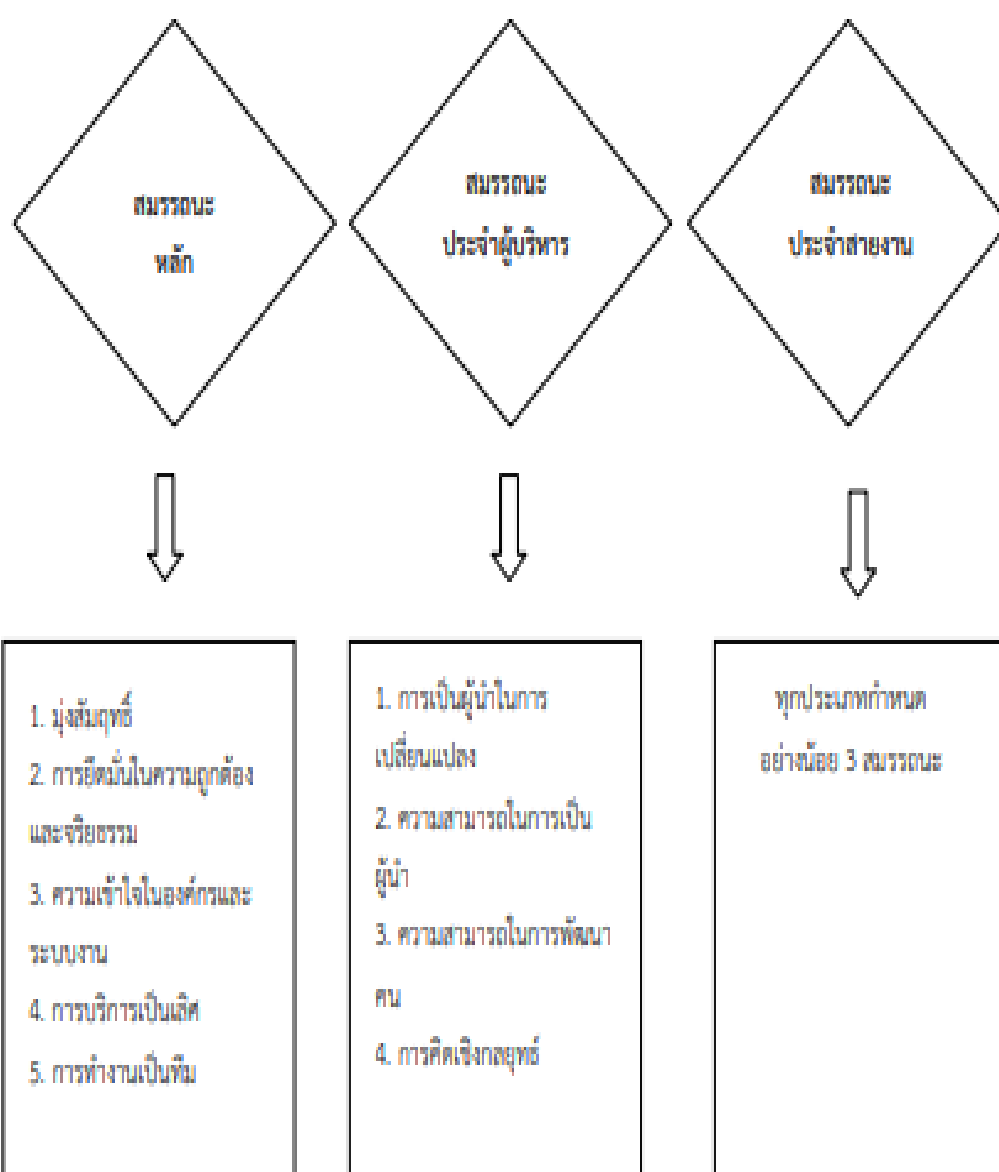 สมรรถนะ
หลัก
สมรรถนะ
ประจำผู้บริหาร
สมรรถนะ
ประจำสายงาน
1. มุ่งสัมฤทธิ์
2. การยึดมั่นในความถูกต้อง
และจริยธรรม
3. ความเข้าใจในองค์กรและ
ระบบงาน
4. การบริการเป็นเลิศ
5. การทำงานเป็นทีม
1. การเป็นผู้นำในการ
เปลี่ยนแปลง
2. ความสามารถในการเป็น
ผู้นำ
3. ความสามารถในการพัฒนา
คน
4. การคิดเชิงกลยุทธ์
ทุกประเภทกำหนด
อย่างน้อย 3 สมรรถนะ